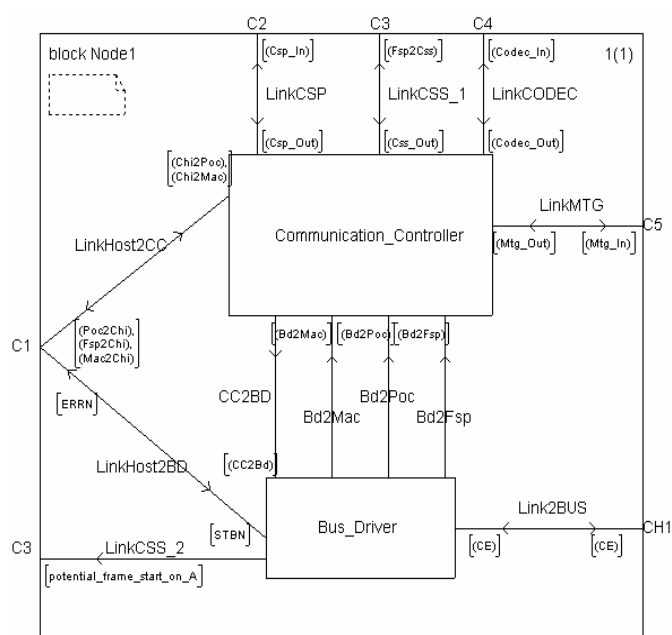 C2 C3 C4
block Node1 1(1)
[(Csp_In)] [(Fsp2Css)] [(Codec_In)]
LinkCSP LinkCSS_1 LinkCODEC
[(Csp_Out)] [(Css_Out)] [(Codec_Out)]
[(Chi2Poc),
(Chi2Mac)]
LinkMTG
C5
Communication_Controller
[(Mtg_Out)] [(Mtg_In)]
LinkHost2CC
[(Poc2Chi),
(Fsp2Chi),
(Mac2Chi)]
C1
[(Bd2Mac)] [(Bd2Poc)] [(Bd2Fsp)]
CC2BD Bd2Poc
[ERRN]
Bd2Mac Bd2Fsp
LinkHost2BD
[(CC2Bd)]
Link2BUS
[STBN]
Bus_Driver
CH1
[(CE)] [(CE)]
C3
LinkCSS_2
[potential_frame_start_on_A]